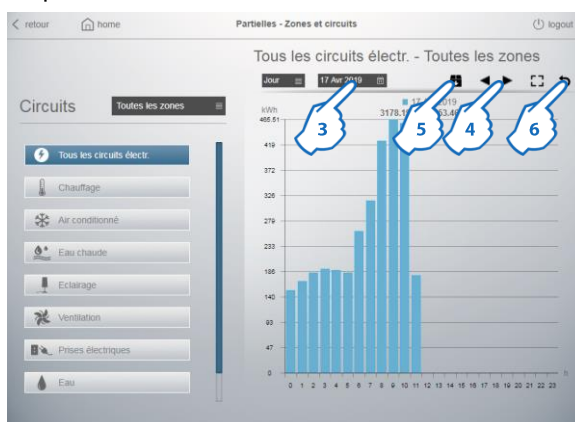 retour home Partielles - Zones et circuits logout
Tous les circuits électr. - Toutes les zones
Jour 17 Avr 2019
Circuits Toutes les zones
kWh
17
2019
3178.1
3 5 4 6
465.51
419
372
326
279
233
186
140
93
47
0
0 1 2 3 4 5 6 7 8 9 10 11 12 13 14 15 16 17 18 19 20 21 22 23
h
Tous les circuits électr.
Chauffage
Air conditionné
Eau chaude
Eclairage
Ventilation
Prises électriques
Eau